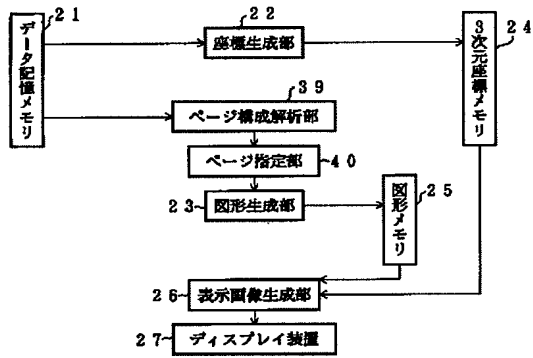 21
データ記憶メモリ
22
座標生成部
3次元座標メモリ
24
39
ページ構成解析部
ページ指定部
40
23
図形生成部
25
図形メモリ
26
表示画像生成部
27
ディスプレイ装置